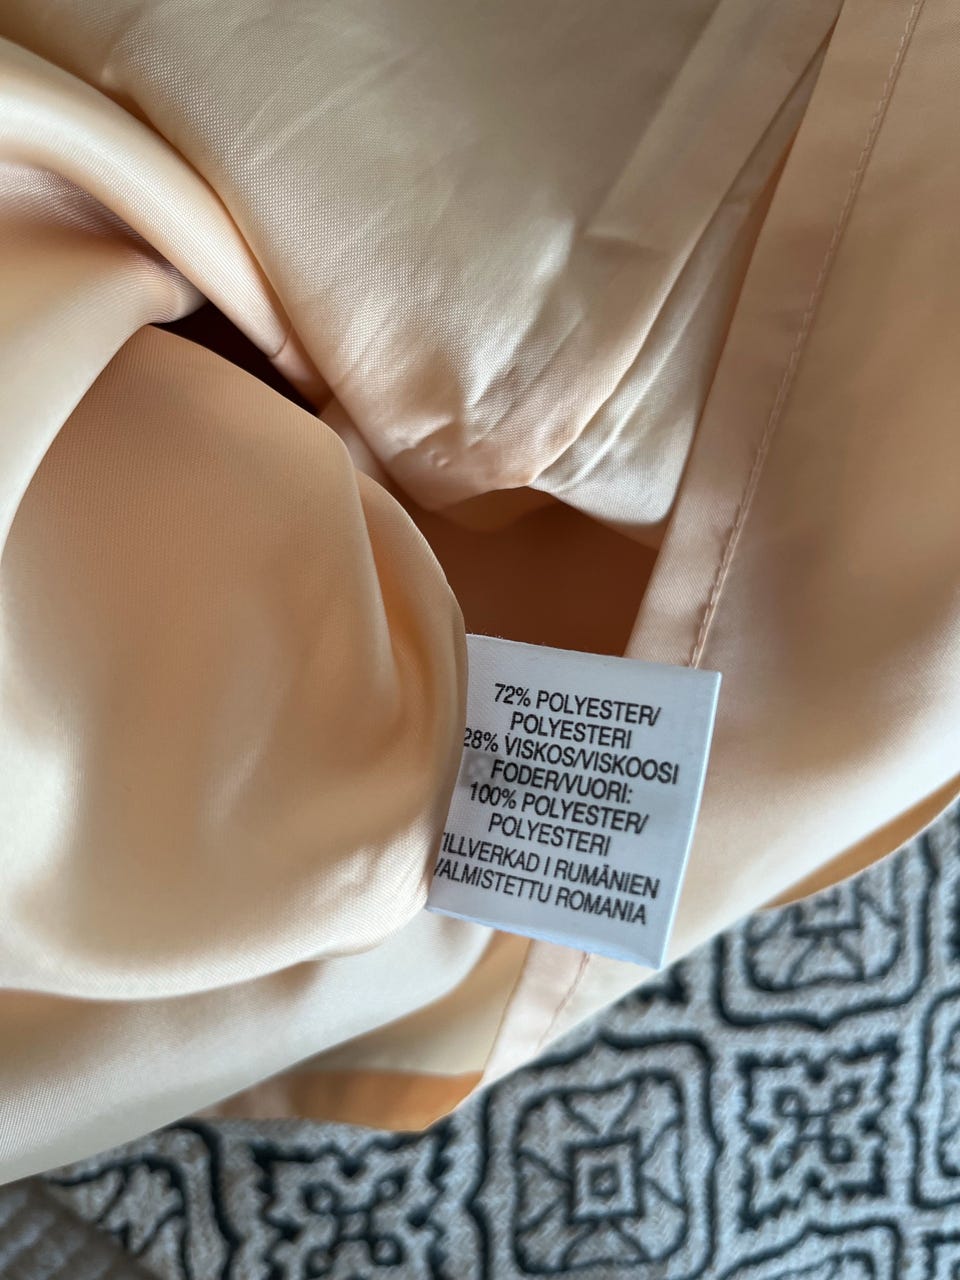 72% POLYESTER/
POLYESTERI
28% VISKOS/VISKOOSI
FODER/VUORI:
100% POLYESTER/
POLYESTERI
TILLVERKAD I RUMÄNIEN
VALMISTETTU ROMANIA